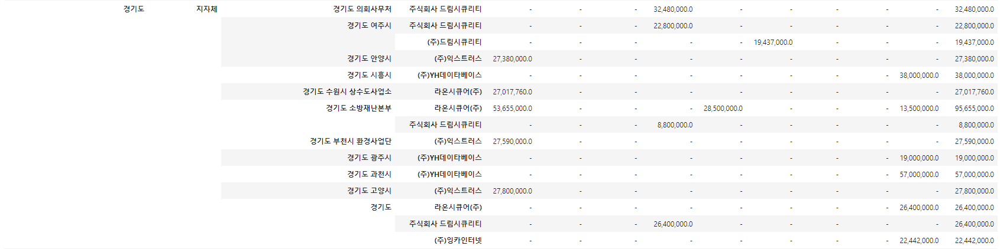 경기도 지자체 경기도 의회사무처 주식회사 드림시큐리티 - - - 32,480,000.0 - - - - - 32,480,000.0
경기도 여주시 주식회사 드림시큐리티 - - - 22,800,000.0 - - - - - 22,800,000.0
(주)드림시큐리티 - - - - - 19,437,000.0 - - - 19,437,000.0
경기도 안양시 (주)익스트러스 27,380,000.0 - - - - - - - - 27,380,000.0
경기도 시흥시 (주)YH데이타베이스 - - - - - - - - 38,000,000.0 38,000,000.0
경기도 수원시 상수도사업소 라온시큐어(주) 27,017,760.0 - - - - - - - - 27,017,760.0
경기도 소방재난본부 라온시큐어(주) 53,655,000.0 - - - 28,500,000.0 - - - 13,500,000.0 95,655,000.0
주식회사 드림시큐리티 - - - 8,800,000.0 - - - - - 8,800,000.0
경기도 부천시 환경사업단 (주)익스트러스 27,590,000.0 - - - - - - - - 27,590,000.0
경기도 광주시 (주)YH데이타베이스 - - - - - - - - 19,000,000.0 19,000,000.0
경기도 과천시 (주)YH데이타베이스 - - - - - - - - 57,000,000.0 57,000,000.0
경기도 고양시 (주)익스트러스 27,800,000.0 - - - - - - - - 27,800,000.0
경기도 라온시큐어(주) - - - - - - - - 26,400,000.0 26,400,000.0
주식회사 드림시큐리티 - - - 26,400,000.0 - - - - - 26,400,000.0
(주)잉카인터넷 - - - - - - - - 22,442,000.0 22,442,000.0